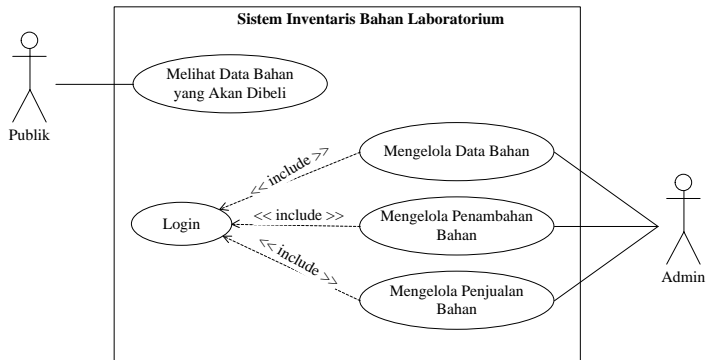 Sistem Inventaris Bahan Laboratorium
Melihat Data Bahan
yang Akan Dibeli
Publik
<< include >>
Mengelola Data Bahan
Login
<< include >>
Mengelola Penambahan
Bahan
<< include >>
Mengelola Penjualan
Bahan
Admin